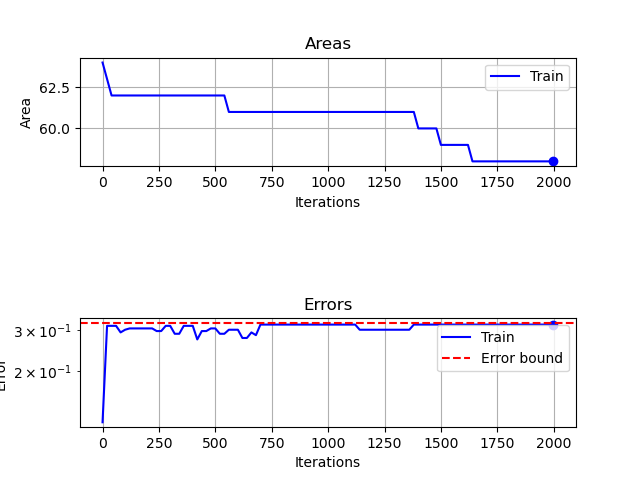 Areas
Area
62.5
60.0
Train
0 250 500 750 1000 1250 1500 1750 2000
Iterations
Errors
Error
3 × 10⁻¹
2 × 10⁻¹
Train
Error bound
0 250 500 750 1000 1250 1500 1750 2000
Iterations